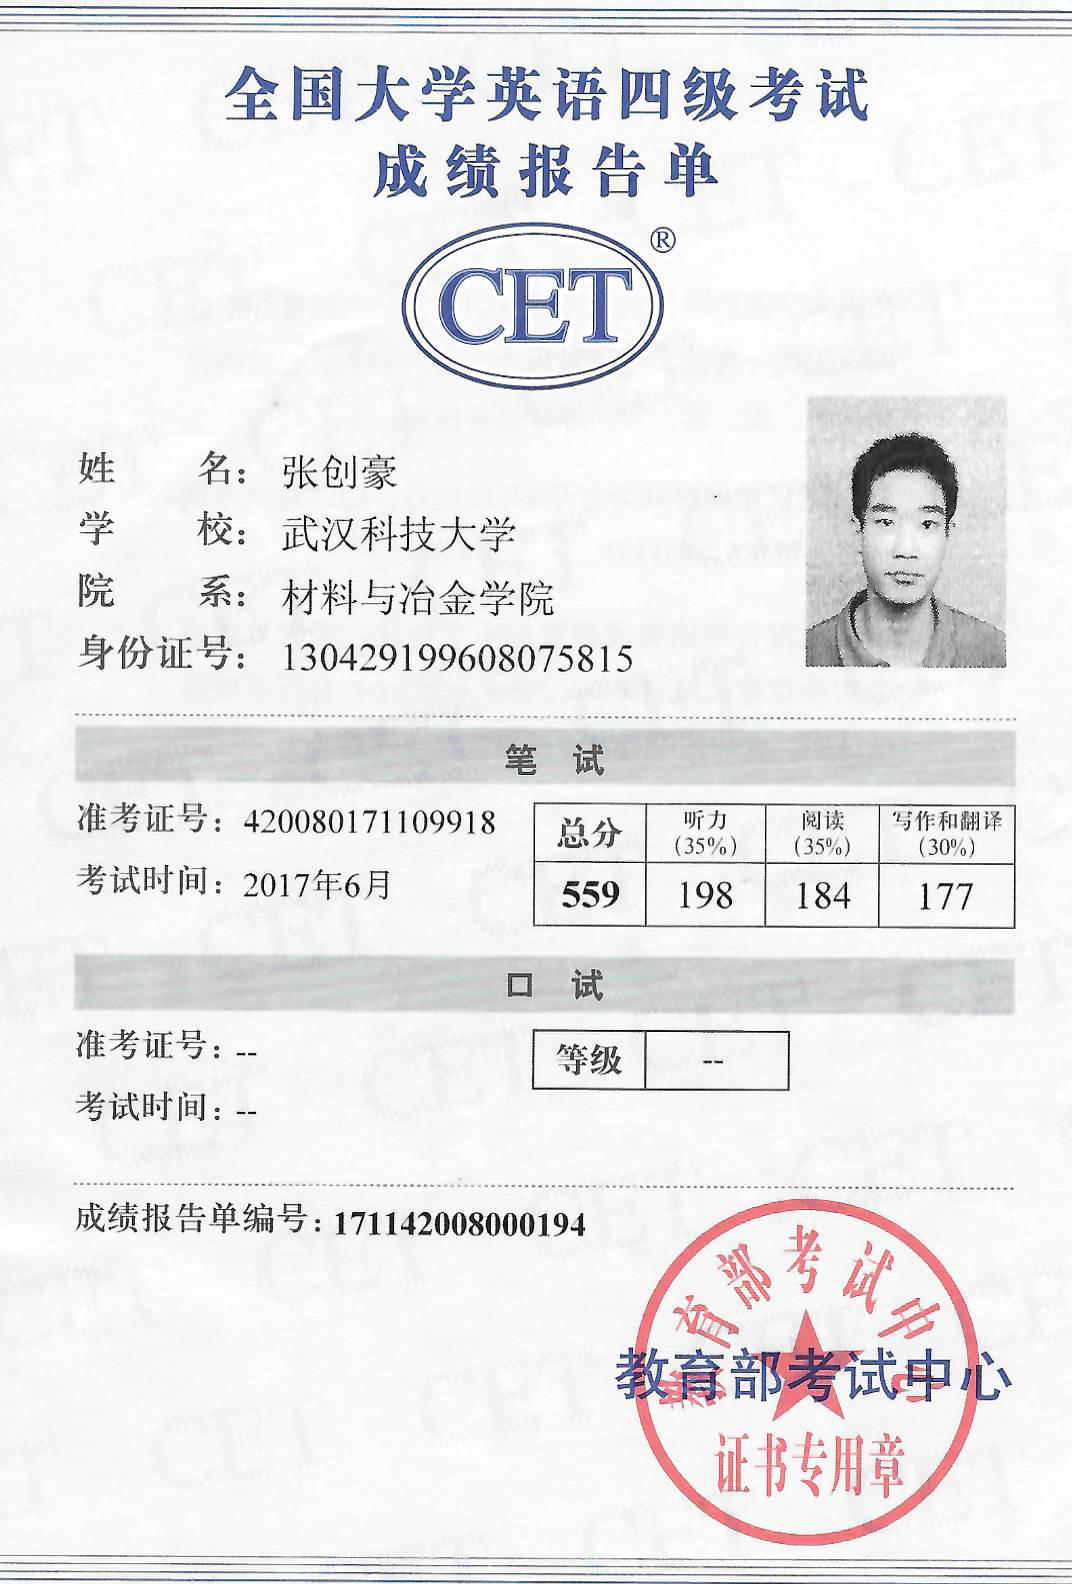 全国大学英语四级考试
成绩报告单
CET®
姓 名： 张创豪
学 校： 武汉科技大学
院 系： 材料与冶金学院
身份证号： 130429199608075815
笔 试
准考证号： 420080171109918
考试时间： 2017年6月
总分 听力(35%) 阅读(35%) 写作和翻译(30%)
559 198 184 177
口 试
准考证号：--
考试时间：--
等级 --
成绩报告单编号：171142008000194
教育部考试中心
教育部考试中心
证书专用章